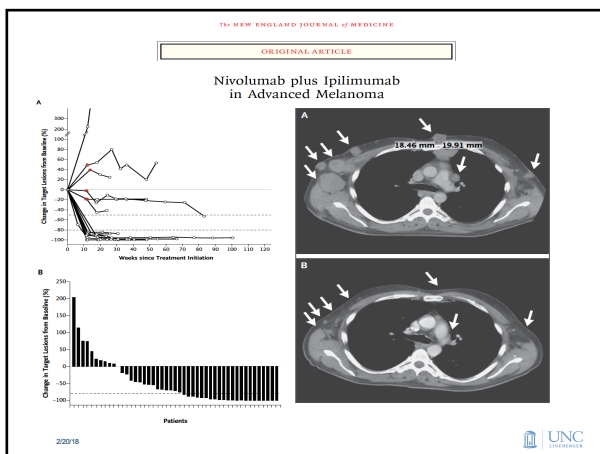 The NEW ENGLAND JOURNAL of MEDICINE
ORIGINAL ARTICLE
Nivolumab plus Ipilimumab
in Advanced Melanoma
A
Change in Target Lesions from Baseline (%)
300
200
100
80
60
40
20
0
-20
-40
-60
-80
-100
0 10 20 30 40 50 60 70 80 90 100 110 120
Weeks since Treatment Initiation
B
Change in Target Lesions from Baseline (%)
250
200
150
100
50
0
-50
-100
Patients
A
18.46 mm 19.91 mm
B
2/20/18
UNC
LINEBERGER